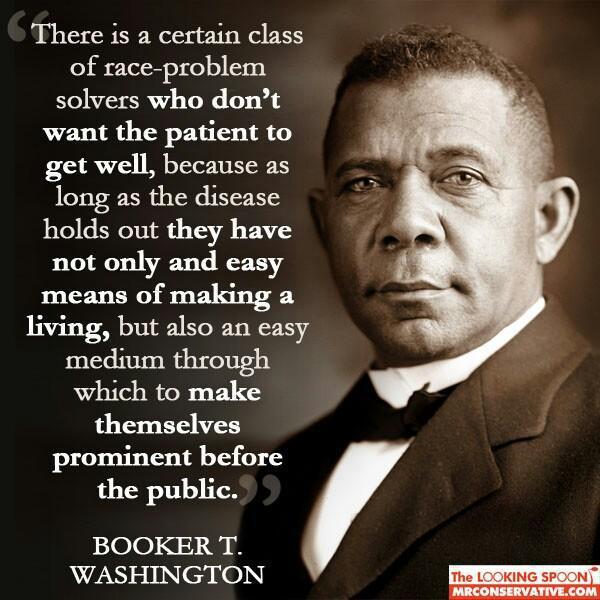 “There is a certain class
of race-problem
solvers who don’t
want the patient to
get well, because as
long as the disease
holds out they have
not only and easy
means of making a
living, but also an easy
medium through
which to make
themselves
prominent before
the public.”
BOOKER T.
WASHINGTON
The LOOKING SPOON
MRCONSERVATIVE.COM